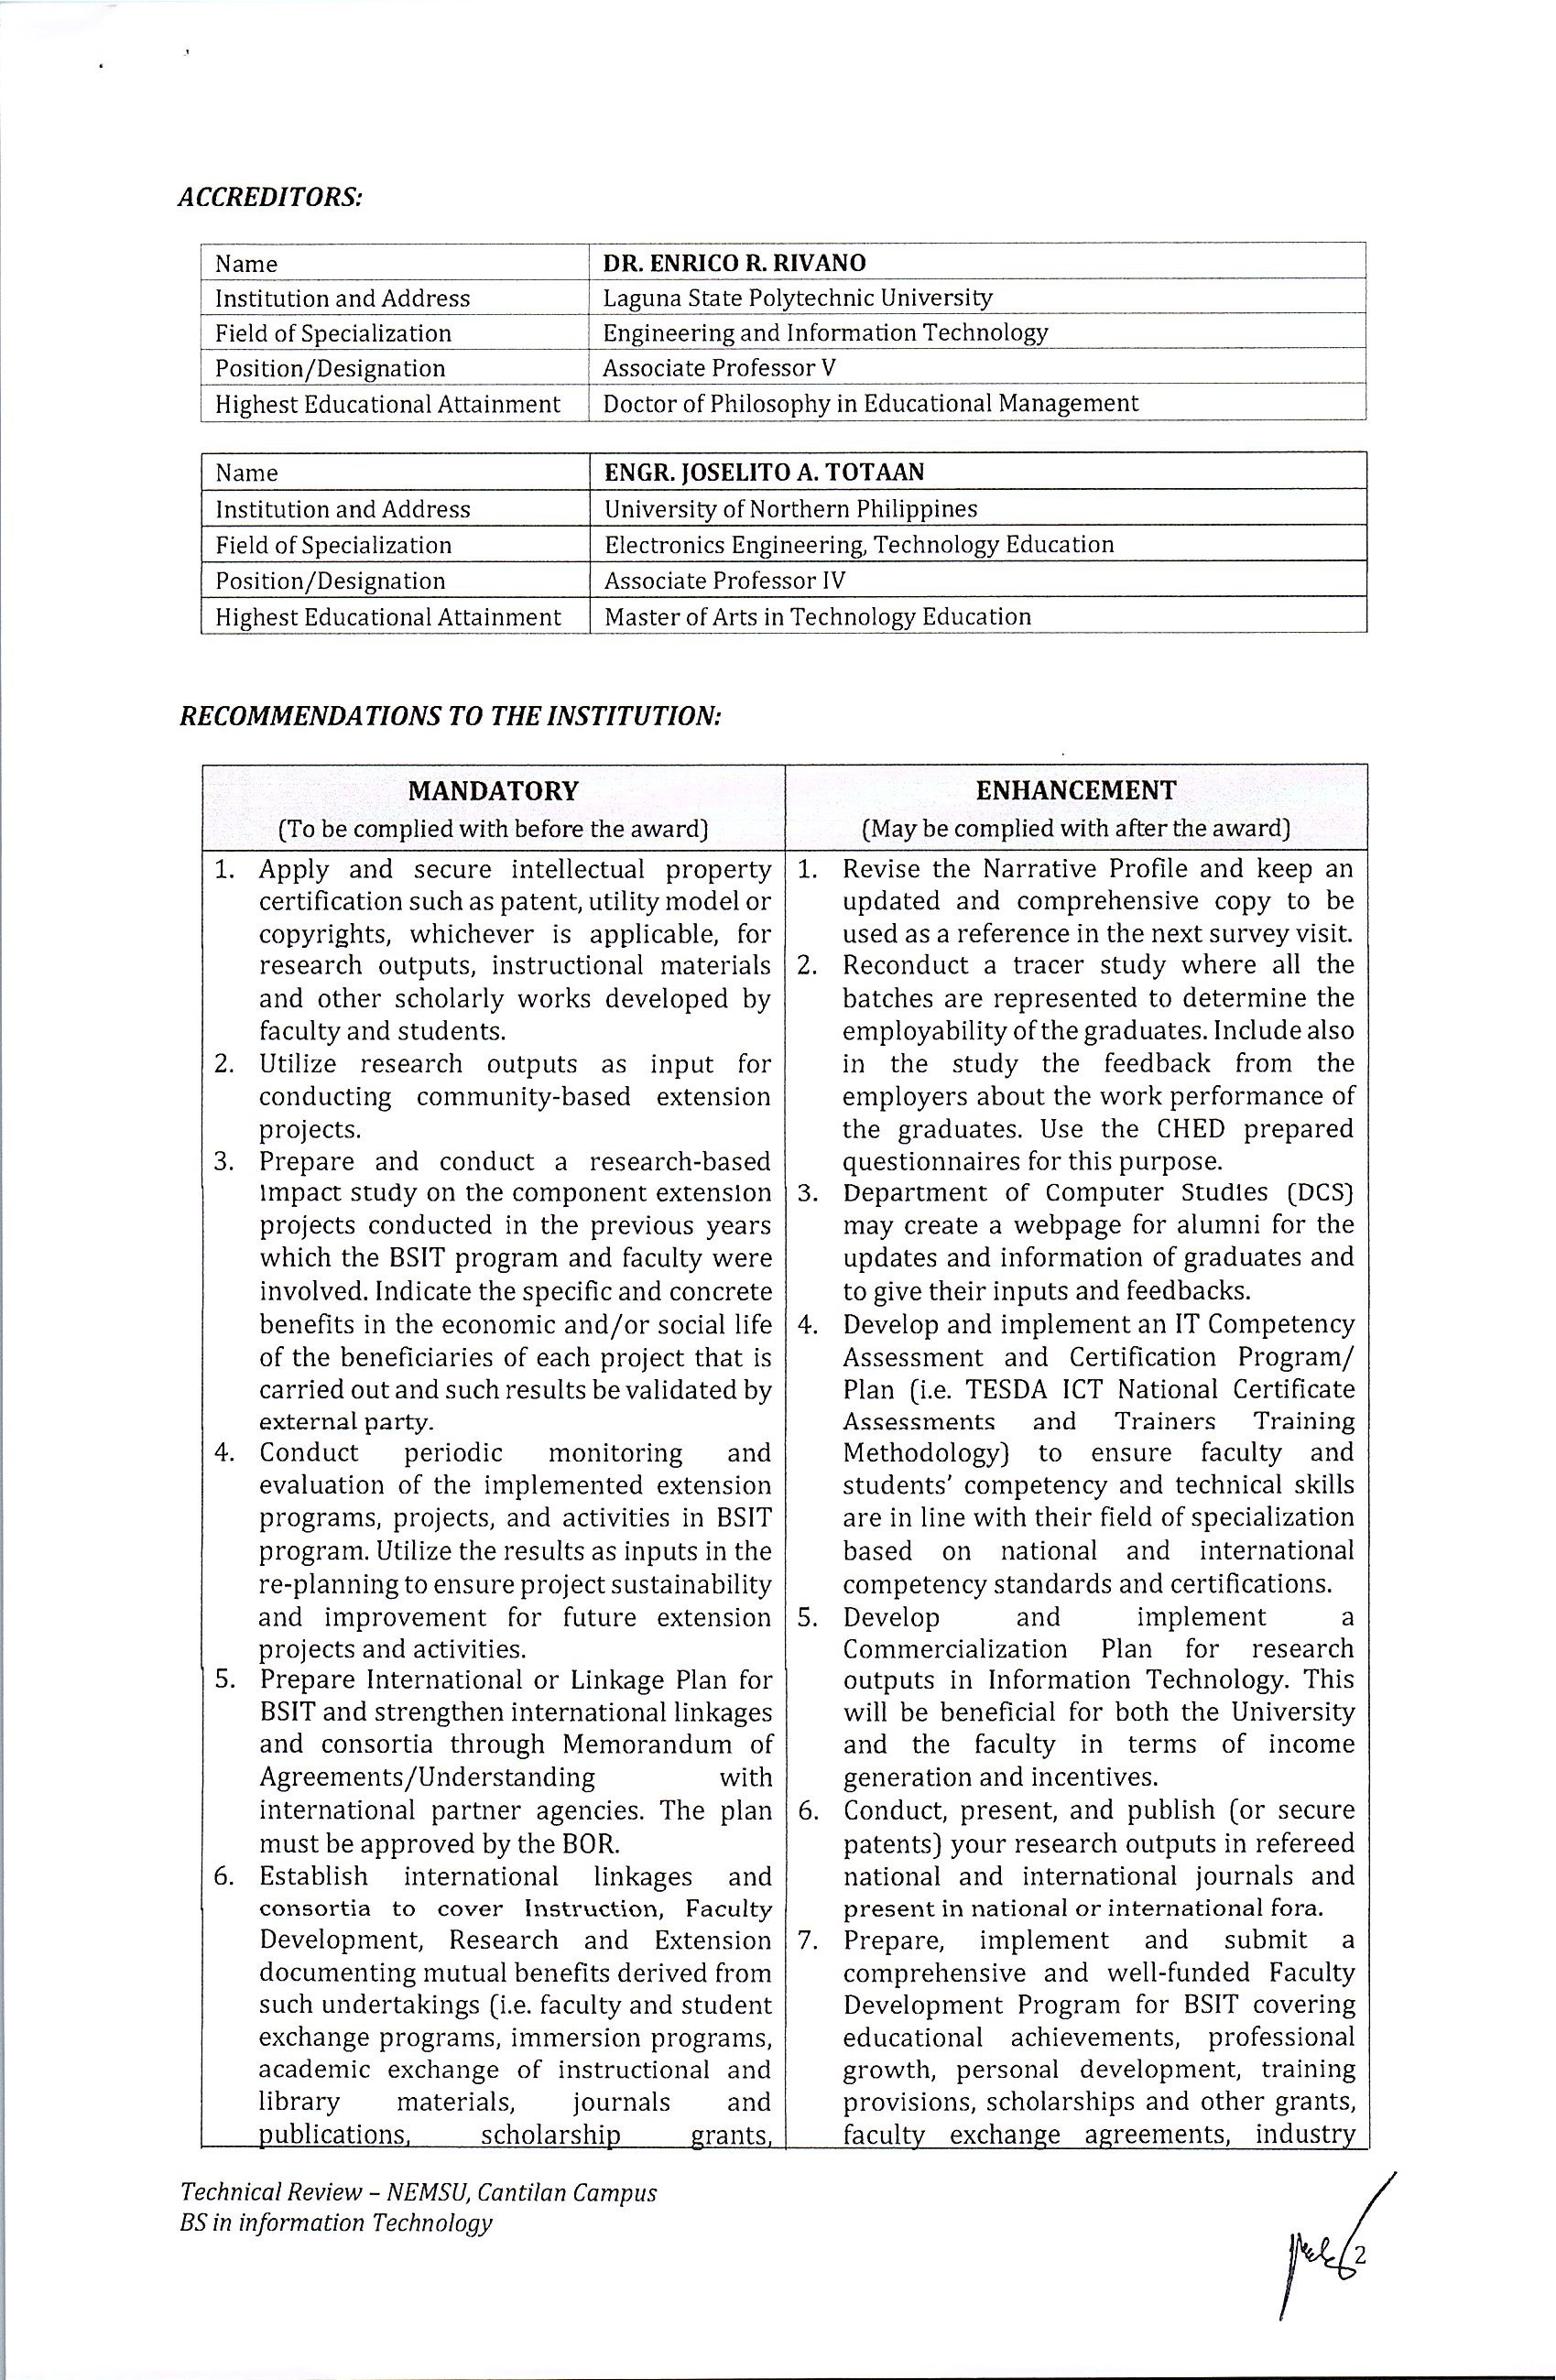 ACCREDITORS:
Name DR. ENRICO R. RIVANO
Institution and Address Laguna State Polytechnic University
Field of Specialization Engineering and Information Technology
Position/Designation Associate Professor V
Highest Educational Attainment Doctor of Philosophy in Educational Management
Name ENGR. JOSELITO A. TOTAAN
Institution and Address University of Northern Philippines
Field of Specialization Electronics Engineering, Technology Education
Position/Designation Associate Professor IV
Highest Educational Attainment Master of Arts in Technology Education
RECOMMENDATIONS TO THE INSTITUTION:
MANDATORY
(To be complied with before the award)
1. Apply and secure intellectual property
certification such as patent, utility model or
copyrights, whichever is applicable, for
research outputs, instructional materials
and other scholarly works developed by
faculty and students.
2. Utilize research outputs as input for
conducting community-based extension
projects.
3. Prepare and conduct a research-based
impact study on the component extension
projects conducted in the previous years
which the BSIT program and faculty were
involved. Indicate the specific and concrete
benefits in the economic and/or social life
of the beneficiaries of each project that is
carried out and such results be validated by
external party.
4. Conduct periodic monitoring and
evaluation of the implemented extension
programs, projects, and activities in BSIT
program. Utilize the results as inputs in the
re-planning to ensure project sustainability
and improvement for future extension
projects and activities.
5. Prepare International or Linkage Plan for
BSIT and strengthen international linkages
and consortia through Memorandum of
Agreements/Understanding with
international partner agencies. The plan
must be approved by the BOR.
6. Establish international linkages and
consortia to cover Instruction, Faculty
Development, Research and Extension
documenting mutual benefits derived from
such undertakings (i.e. faculty and student
exchange programs, immersion programs,
academic exchange of instructional and
library materials, journals and
publications, scholarship grants,
ENHANCEMENT
(May be complied with after the award)
1. Revise the Narrative Profile and keep an
updated and comprehensive copy to be
used as a reference in the next survey visit.
2. Reconduct a tracer study where all the
batches are represented to determine the
employability of the graduates. Include also
in the study the feedback from the
employers about the work performance of
the graduates. Use the CHED prepared
questionnaires for this purpose.
3. Department of Computer Studies (DCS)
may create a webpage for alumni for the
updates and information of graduates and
to give their inputs and feedbacks.
4. Develop and implement an IT Competency
Assessment and Certification Program/
Plan (i.e. TESDA ICT National Certificate
Assessments and Trainers Training
Methodology) to ensure faculty and
students' competency and technical skills
are in line with their field of specialization
based on national and international
competency standards and certifications.
5. Develop and implement a
Commercialization Plan for research
outputs in Information Technology. This
will be beneficial for both the University
and the faculty in terms of income
generation and incentives.
6. Conduct, present, and publish (or secure
patents) your research outputs in refereed
national and international journals and
present in national or international fora.
7. Prepare, implement and submit a
comprehensive and well-funded Faculty
Development Program for BSIT covering
educational achievements, professional
growth, personal development, training
provisions, scholarships and other grants,
faculty exchange agreements, industry
Technical Review – NEMSU, Cantilan Campus
BS in information Technology
2